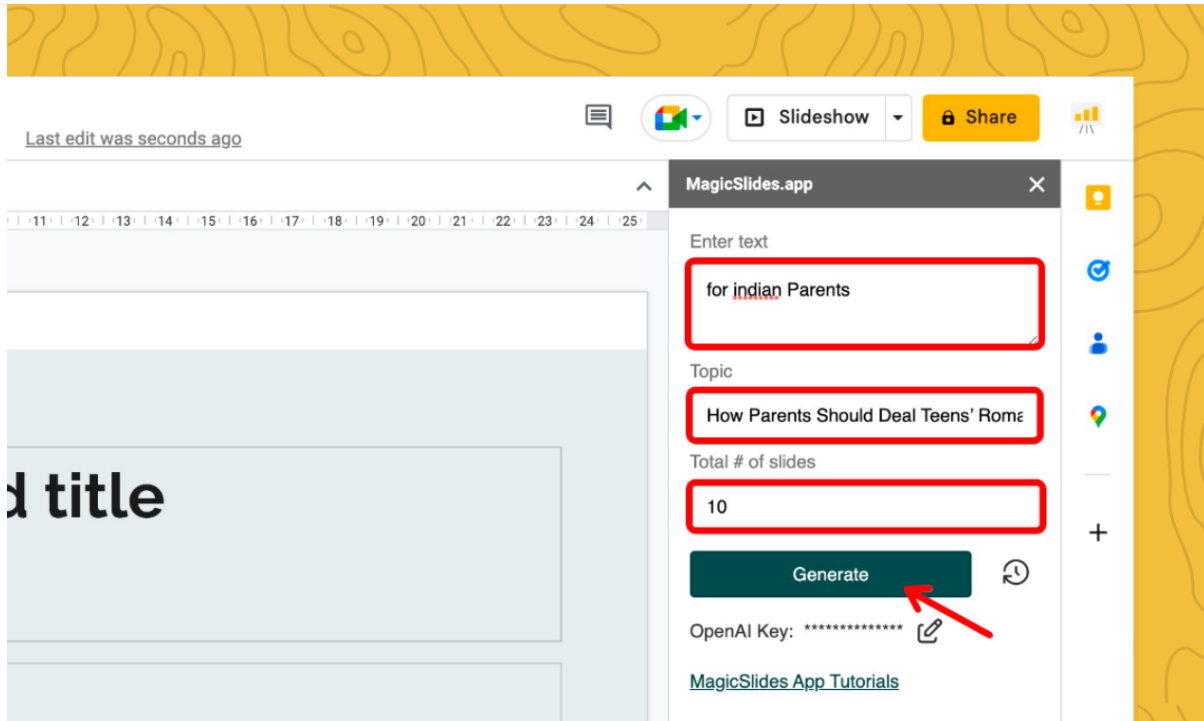 Slideshow
Share
Last edit was seconds ago
MagicSlides.app
11 12 13 14 15 16 17 18 19 20 21 22 23 24 25
Enter text
for indian Parents
Topic
How Parents Should Deal Teens' Roma
Total # of slides
d title
10
Generate
OpenAI Key: **************
MagicSlides App Tutorials